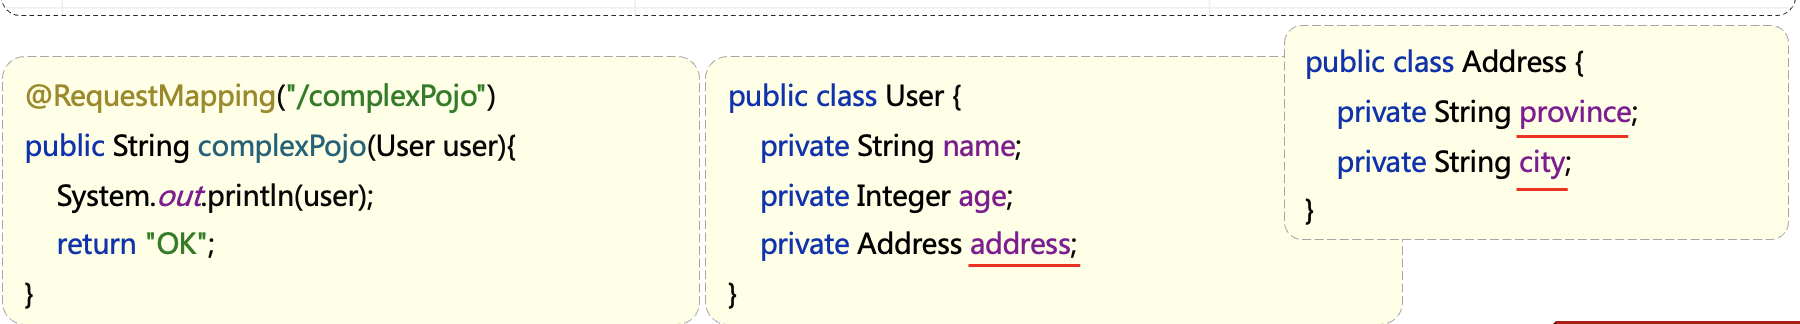 @RequestMapping("/complexPojo")
public String complexPojo(User user){
System.out.println(user);
return "OK";
}
public class User {
private String name;
private Integer age;
private Address address;
}
public class Address {
private String province;
private String city;
}